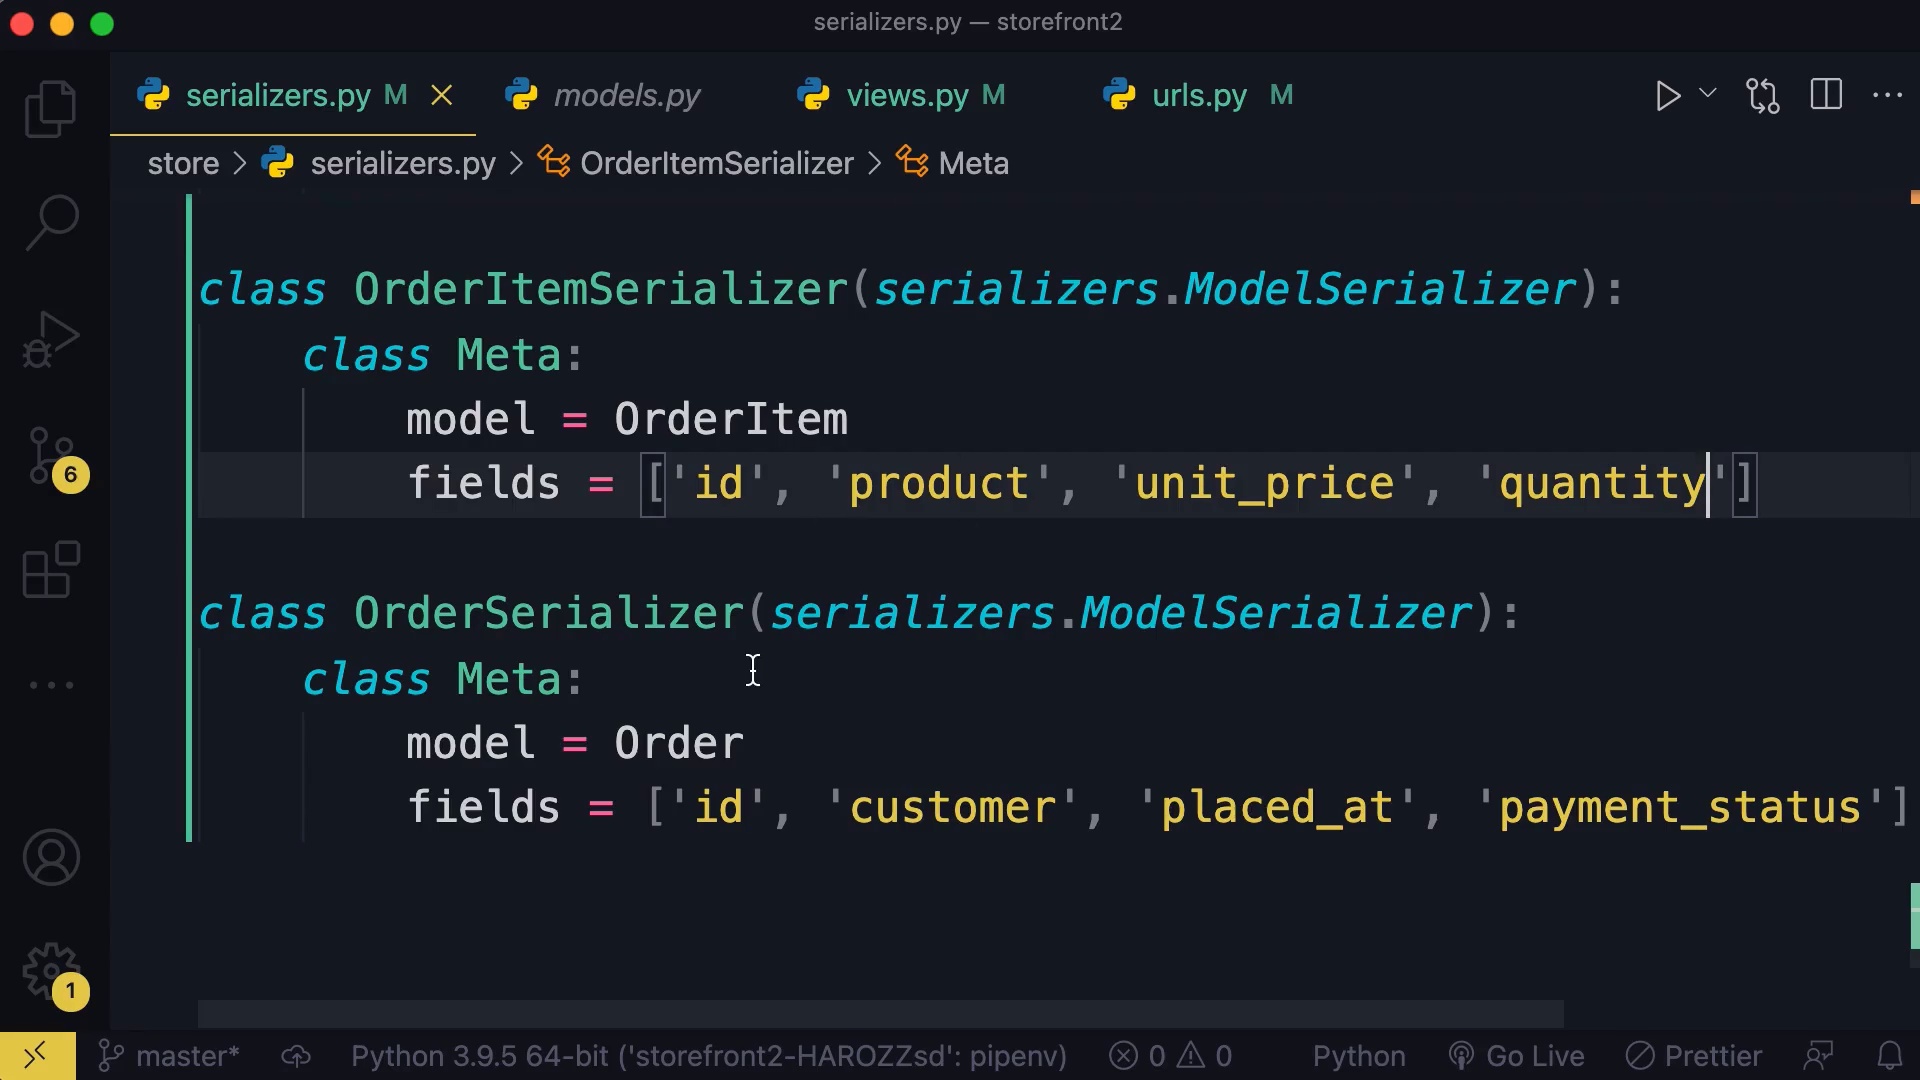 serializers.py — storefront2
serializers.py M models.py views.py M urls.py M
store > serializers.py > OrderItemSerializer > Meta
class OrderItemSerializer(serializers.ModelSerializer):
class Meta:
model = OrderItem
fields = ['id', 'product', 'unit_price', 'quantity']
class OrderSerializer(serializers.ModelSerializer):
class Meta:
model = Order
fields = ['id', 'customer', 'placed_at', 'payment_status']
6
1
master* Python 3.9.5 64-bit ('storefront2-HAROZZsd': pipenv) 0 0 Python Go Live Prettier